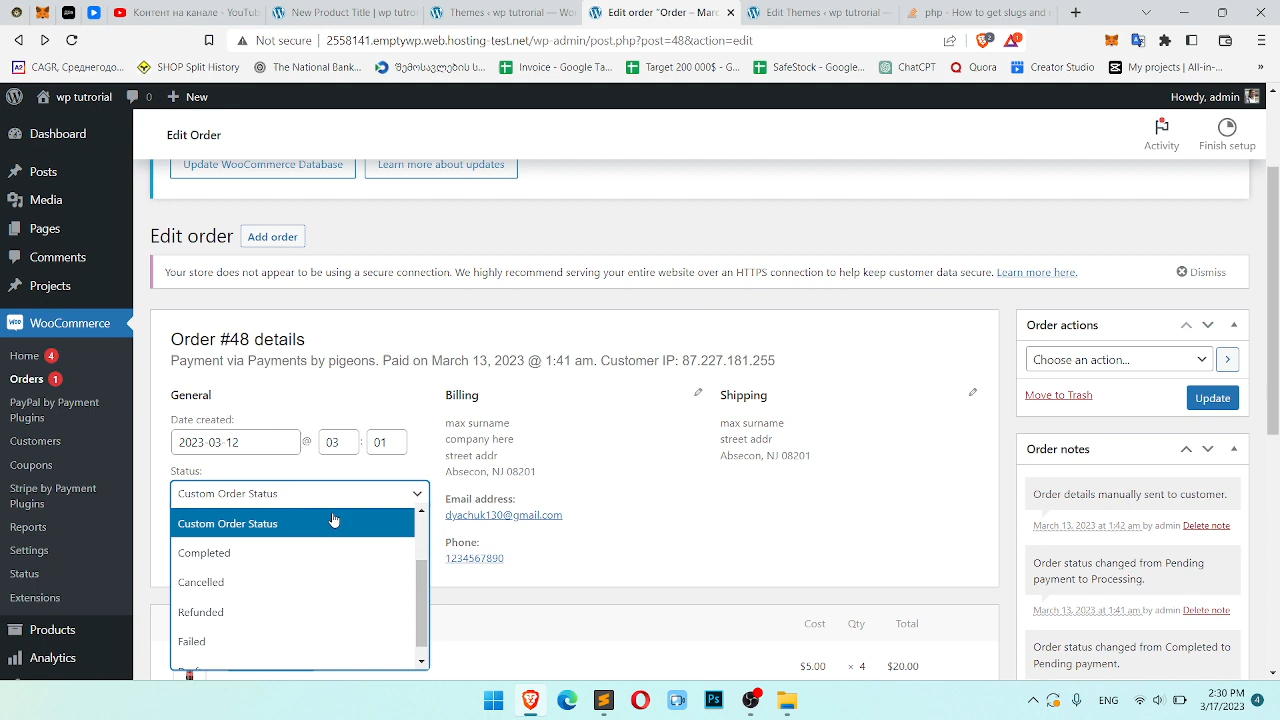 Контент на канале - YouTub
New Product Title | wp tutor
Them
torial — Wo
Edit order "Order – Marc
wp tutorial —
php - How to get slugs and i
Not secure
2558141.emptywp.web.hosting-test.net/wp-admin/post.php?post=48&action=edit
CAGR, Среднегодо...
SHOP Split History
The National Bank...
Invoice - Google Ta...
Target 200 000$ - G...
SafeStock - Google...
ChatGPT
Quora
Creator Studio
My projects | All-in-...
wp tutorial
0
New
Howdy, admin
Edit Order
Activity
Finish setup
Dashboard
Posts
Media
Pages
Comments
Projects
WooCommerce
Home 4
Orders 1
PayPal by Payment
Plugins
Customers
Coupons
Stripe by Payment
Plugins
Reports
Settings
Status
Extensions
Products
Analytics
Update WooCommerce Database
Learn more about updates
Edit order
Add order
Your store does not appear to be using a secure connection. We highly recommend serving your entire website over an HTTPS connection to help keep customer data secure. Learn more here.
Dismiss
Order #48 details
Payment via Payments by pigeons. Paid on March 13, 2023 @ 1:41 am. Customer IP: 87.227.181.255
General
Date created:
2023-03-12 @ 03 : 01
Status:
Custom Order Status
Custom Order Status
Completed
Cancelled
Refunded
Failed
Billing
max surname
company here
street addr
Absecon, NJ 08201
Email address:
dyachuk130@gmail.com
Phone:
1234567890
Shipping
max surname
street addr
Absecon, NJ 08201
Cost
Qty
Total
$5.00
× 4
$20.00
Order actions
Choose an action...
Move to Trash
Update
Order notes
Order details manually sent to customer.
March 13, 2023 at 1:42 am by admin Delete note
Order status changed from Pending
payment to Processing.
March 13, 2023 at 1:41 am by admin Delete note
Order status changed from Completed to
Pending payment.
ENG
2:30 PM
3/17/2023
4